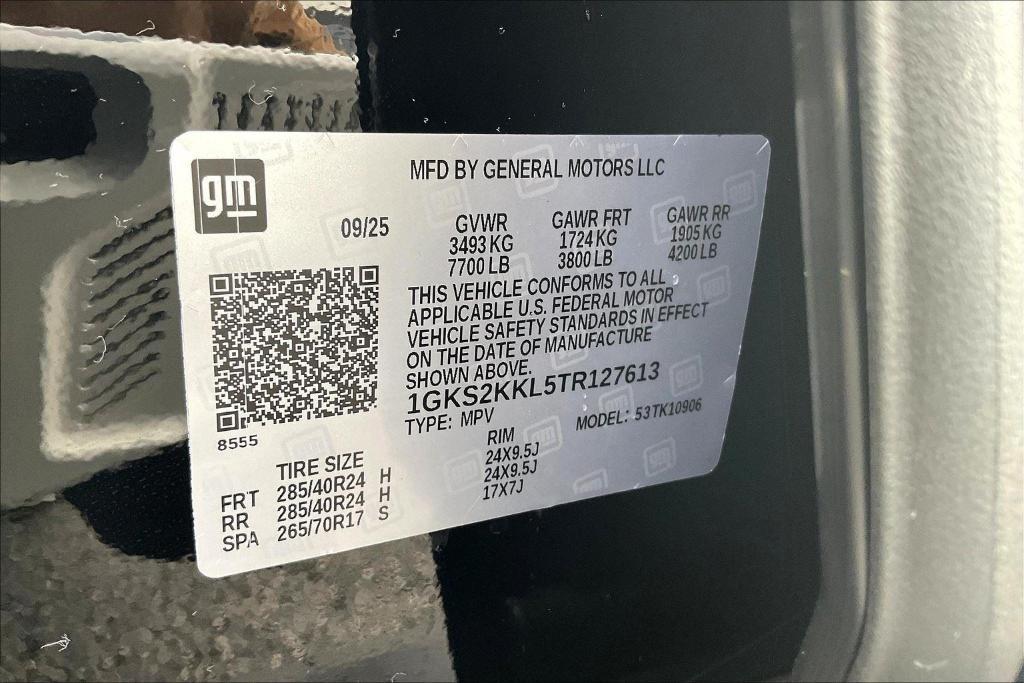 gm
MFD BY GENERAL MOTORS LLC
09/25
GVWR GAWR FRT GAWR RR
3493 KG 1724 KG 1905 KG
7700 LB 3800 LB 4200 LB
THIS VEHICLE CONFORMS TO ALL
APPLICABLE U.S. FEDERAL MOTOR
VEHICLE SAFETY STANDARDS IN EFFECT
ON THE DATE OF MANUFACTURE
SHOWN ABOVE.
1GKS2KKL5TR127613
TYPE: MPV MODEL: 53TK10906
8555
TIRE SIZE RIM
FRT 285/40R24 H 24X9.5J
RR 285/40R24 H 24X9.5J
SPA 265/70R17 S 17X7J